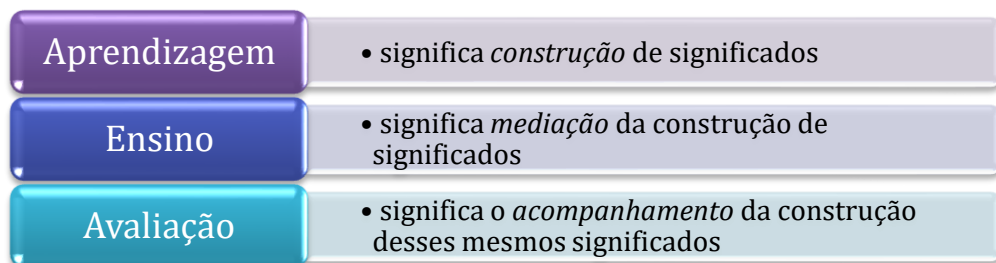 Aprendizagem
• significa construção de significados
Ensino
• significa mediação da construção de
significados
Avaliação
• significa o acompanhamento da construção
desses mesmos significados